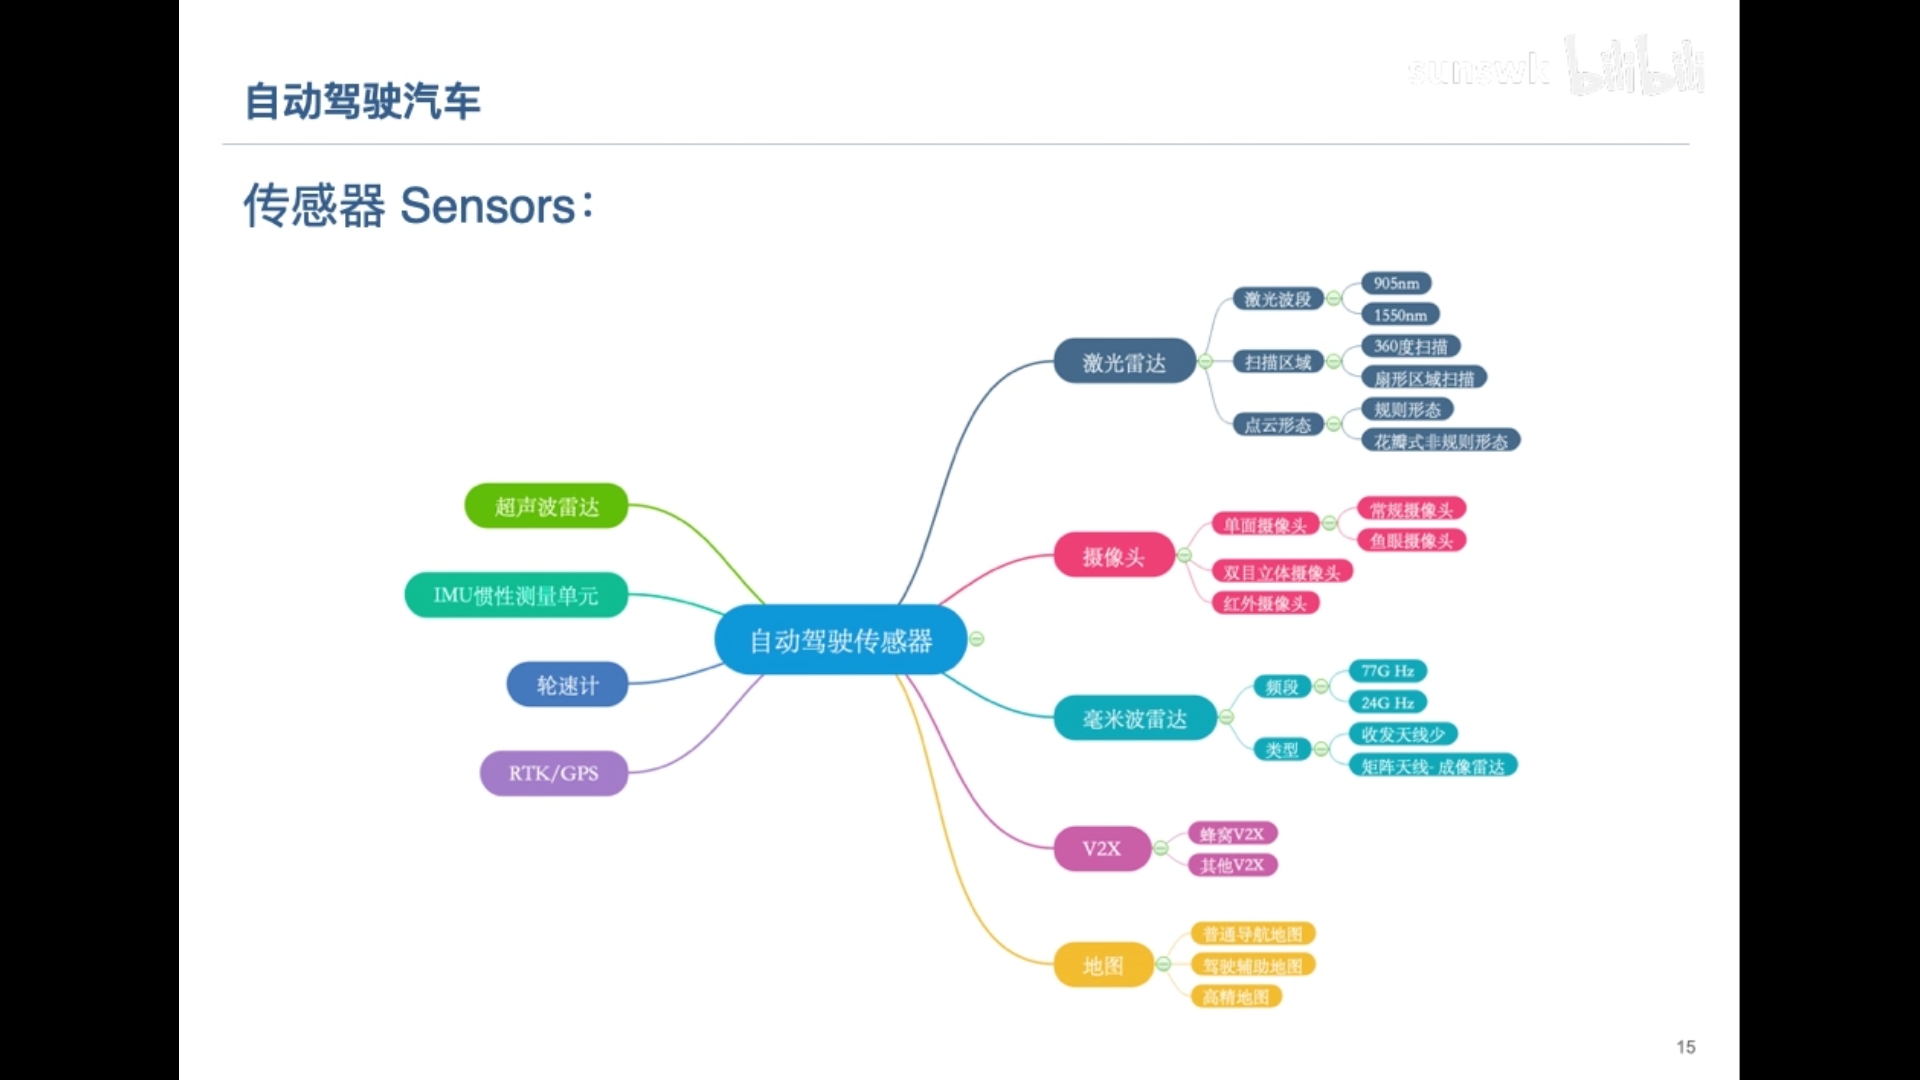 sunswk bilibili
自动驾驶汽车
传感器 Sensors：
超声波雷达
IMU惯性测量单元
轮速计
RTK/GPS
自动驾驶传感器
激光雷达
激光波段
905nm
1550nm
扫描区域
360度扫描
扇形区域扫描
点云形态
规则形态
花瓣式非规则形态
摄像头
单面摄像头
常规摄像头
鱼眼摄像头
双目立体摄像头
红外摄像头
毫米波雷达
频段
77G Hz
24G Hz
类型
收发天线少
矩阵天线- 成像雷达
V2X
蜂窝V2X
其他V2X
地图
普通导航地图
驾驶辅助地图
高精地图
15